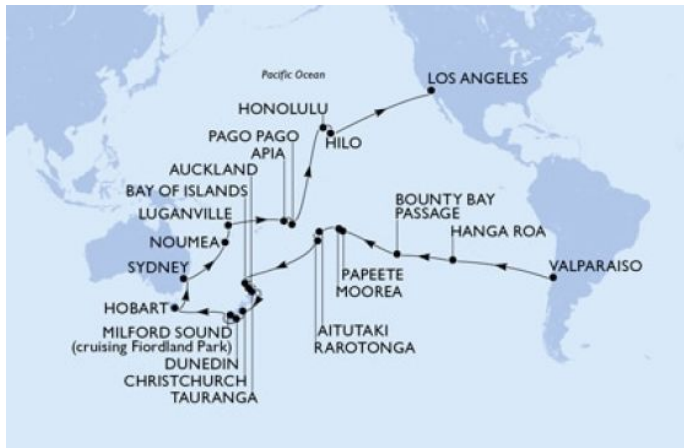 Pacific Ocean
LOS ANGELES
HONOLULU
HILO
PAGO PAGO
APIA
AUCKLAND
BAY OF ISLANDS
LUGANVILLE
NOUMEA
SYDNEY
HOBART
MILFORD SOUND
(cruising Fiordland Park)
DUNEDIN
CHRISTCHURCH
TAURANGA
BOUNTY BAY
PASSAGE
HANGA ROA
VALPARAISO
PAPEETE
MOOREA
AITUTAKI
RAROTONGA